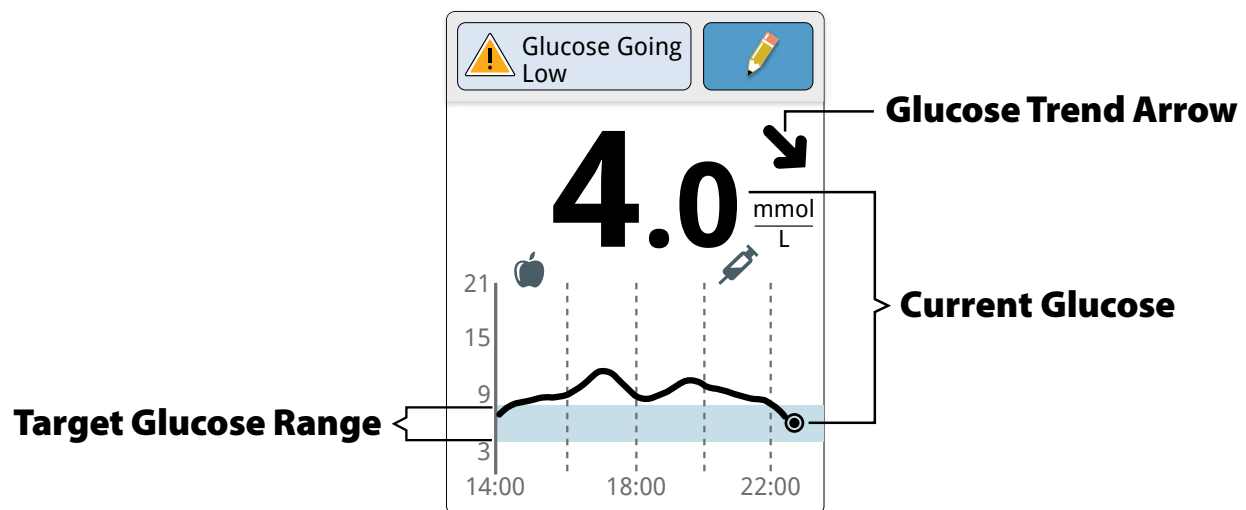 Glucose Going
Low
Glucose Trend Arrow
4.0
mmol
L
21
15
Current Glucose
9
Target Glucose Range
3
14:00 18:00 22:00